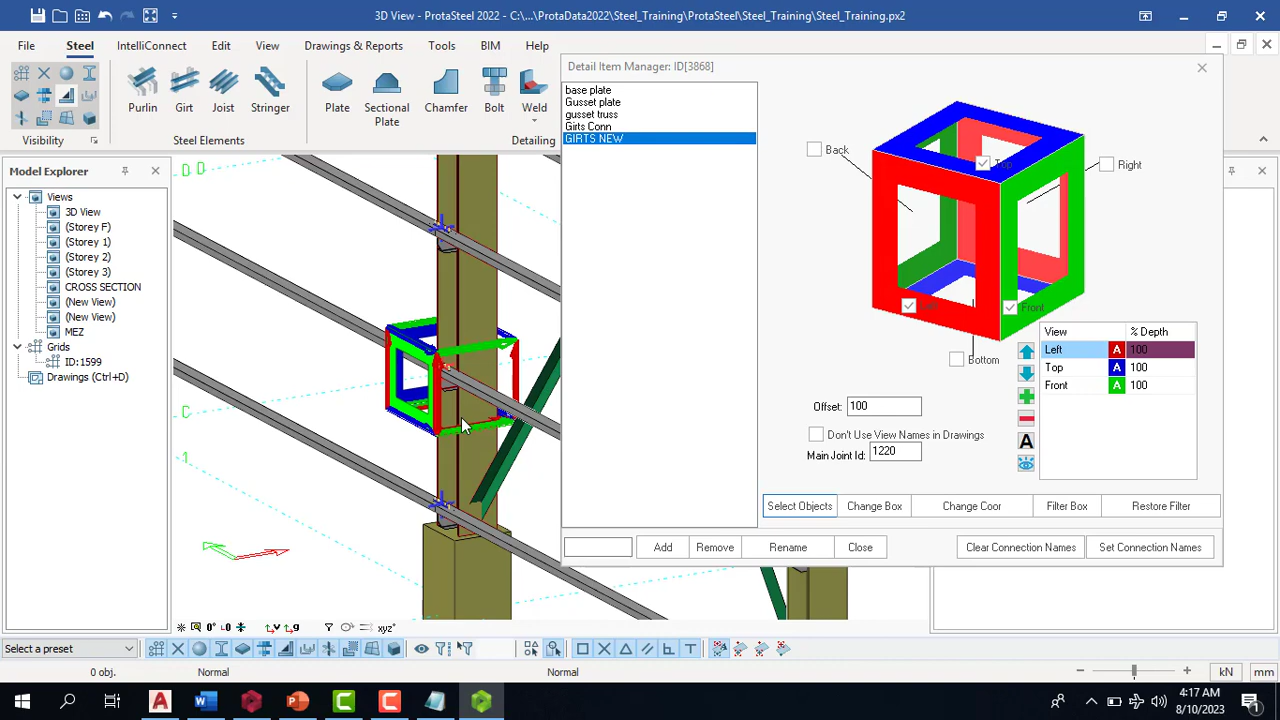 3D View - ProtaSteel 2022 - C:\...\ProtaData2022\Steel_Training\ProtaSteel\Steel_Training\Steel_Training.px2
File Steel IntelliConnect Edit View Drawings & Reports Tools BIM Help
Purlin Girt Joist Stringer Plate Sectional Plate Chamfer Bolt Weld
Visibility Steel Elements Detailing
Model Explorer
Views
3D View
(Storey F)
(Storey 1)
(Storey 2)
(Storey 3)
CROSS SECTION
(New View)
(New View)
MEZ
Grids
ID:1599
Drawings (Ctrl+D)
D D
C
1
Detail Item Manager: ID[3868]
base plate
Gusset plate
gusset truss
Girts Conn
GIRTS NEW
Back
Top
Right
Front
Bottom
View % Depth
Left A 100
Top A 100
Front A 100
Offset: 100
Don't Use View Names in Drawings
Main Joint Id: 1220
A
Select Objects Change Box Change Coor Filter Box Restore Filter
Add Remove Rename Close Clear Connection Names Set Connection Names
xyz
Select a preset
0 obj. Normal Normal kN mm
4:17 AM
8/10/2023
1